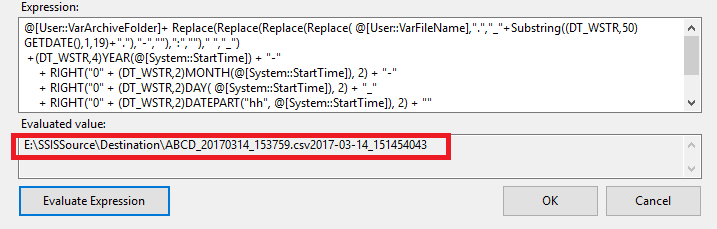 Expression:
@[User::VarArchiveFolder]+ Replace(Replace(Replace(Replace( @[User::VarFileName],".","_"+Substring((DT_WSTR,50)
GETDATE(),1,19)+"."),"-",""),":","")," ","_")
+(DT_WSTR,4)YEAR(@[System::StartTime]) + "-"
+ RIGHT("0" + (DT_WSTR,2)MONTH(@[System::StartTime]), 2) + "-"
+ RIGHT("0" + (DT_WSTR,2)DAY( @[System::StartTime]), 2) + "_"
+ RIGHT("0" + (DT_WSTR,2)DATEPART("hh", @[System::StartTime]), 2) + ""
Evaluated value:
E:\SSISSource\Destination\ABCD_20170314_153759.csv2017-03-14_151454043
Evaluate Expression
OK
Cancel